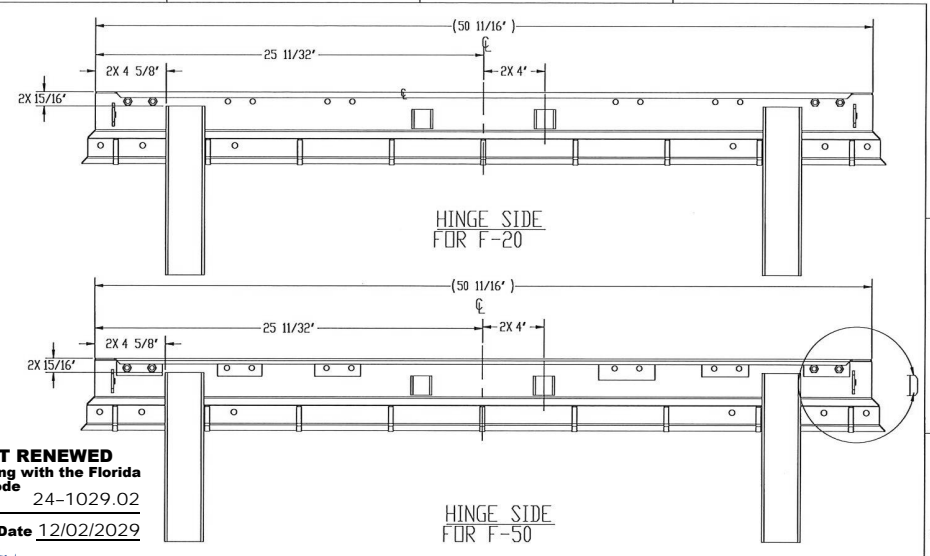 (50 11/16" )
℄
25 11/32"
2X 4"
2X 4 5/8"
2X 15/16"
℄
HINGE SIDE
FOR F-20
(50 11/16" )
℄
25 11/32"
2X 4"
2X 4 5/8"
2X 15/16"
D
T RENEWED
ng with the Florida
ode
24-1029.02
Date 12/02/2029
HINGE SIDE
FOR F-50